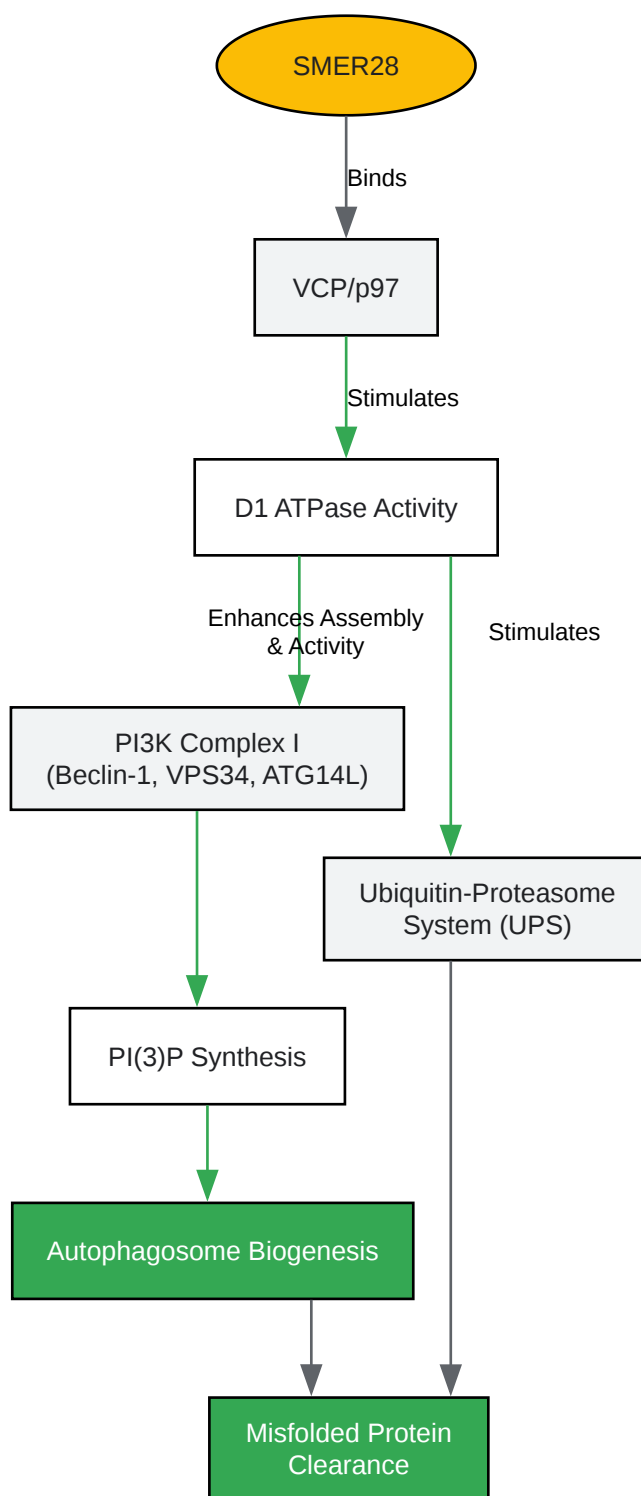 SMER28
Binds
VCP/p97
Stimulates
D1 ATPase Activity
Enhances Assembly
& Activity
Stimulates
PI3K Complex I
(Beclin-1, VPS34, ATG14L)
Ubiquitin-Proteasome
System (UPS)
PI(3)P Synthesis
Autophagosome Biogenesis
Misfolded Protein
Clearance